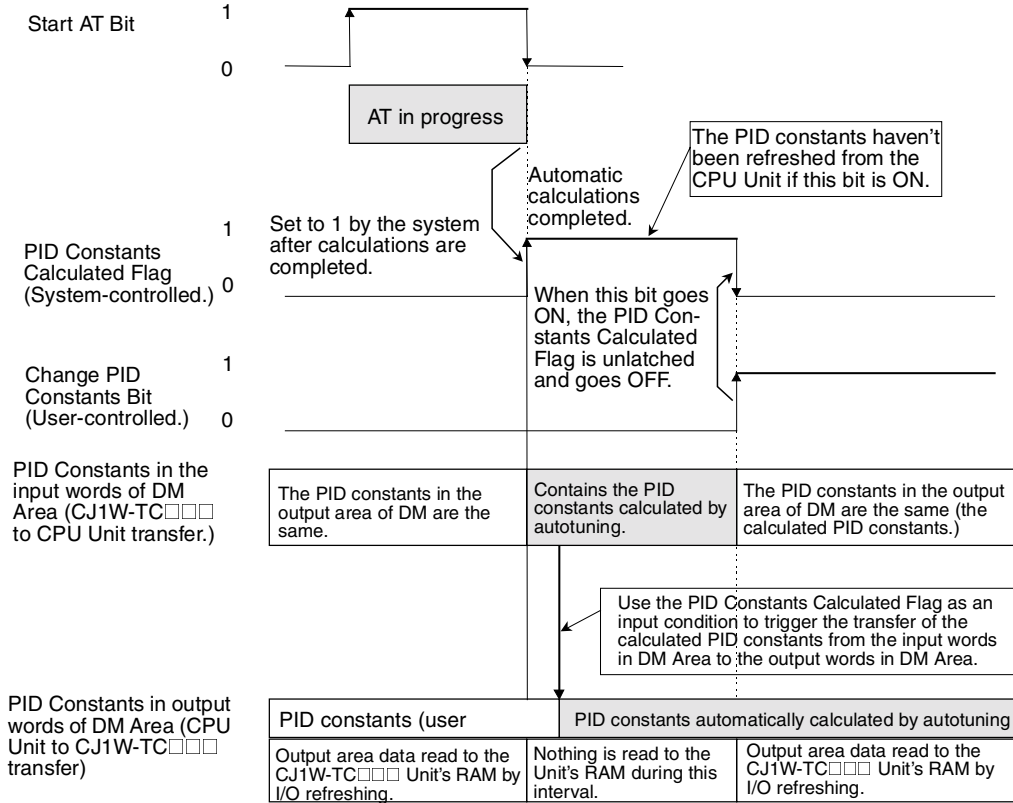 Start AT Bit
1
0
AT in progress
The PID constants haven't
been refreshed from the
CPU Unit if this bit is ON.
Automatic
calculations
completed.
Set to 1 by the system
after calculations are
completed.
PID Constants
Calculated Flag
(System-controlled.)
1
0
When this bit goes
ON, the PID Con-
stants Calculated
Flag is unlatched
and goes OFF.
Change PID
Constants Bit
(User-controlled.)
1
0
PID Constants in the
input words of DM
Area (CJ1W-TC□□□
to CPU Unit transfer.)
The PID constants in the
output area of DM are the
same.
Contains the PID
constants calculated by
autotuning.
The PID constants in the output
area of DM are the same (the
calculated PID constants.)
Use the PID Constants Calculated Flag as an
input condition to trigger the transfer of the
calculated PID constants from the input words
in DM Area to the output words in DM Area.
PID Constants in output
words of DM Area (CPU
Unit to CJ1W-TC□□□
transfer)
PID constants (user
PID constants automatically calculated by autotuning
Output area data read to the
CJ1W-TC□□□ Unit's RAM by
I/O refreshing.
Nothing is read to the
Unit's RAM during this
interval.
Output area data read to the
CJ1W-TC□□□ Unit's RAM by
I/O refreshing.